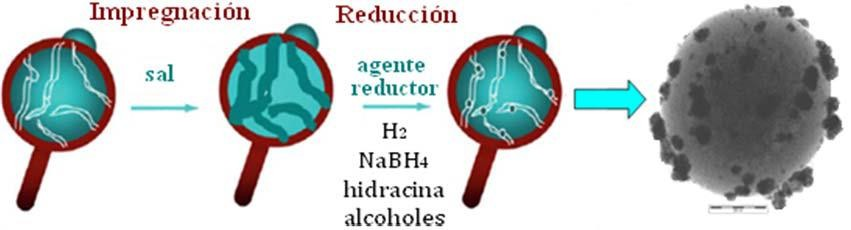 Impregnación
Reducción
sal
agente
reductor
H2
NaBH4
hidracina
alcoholes